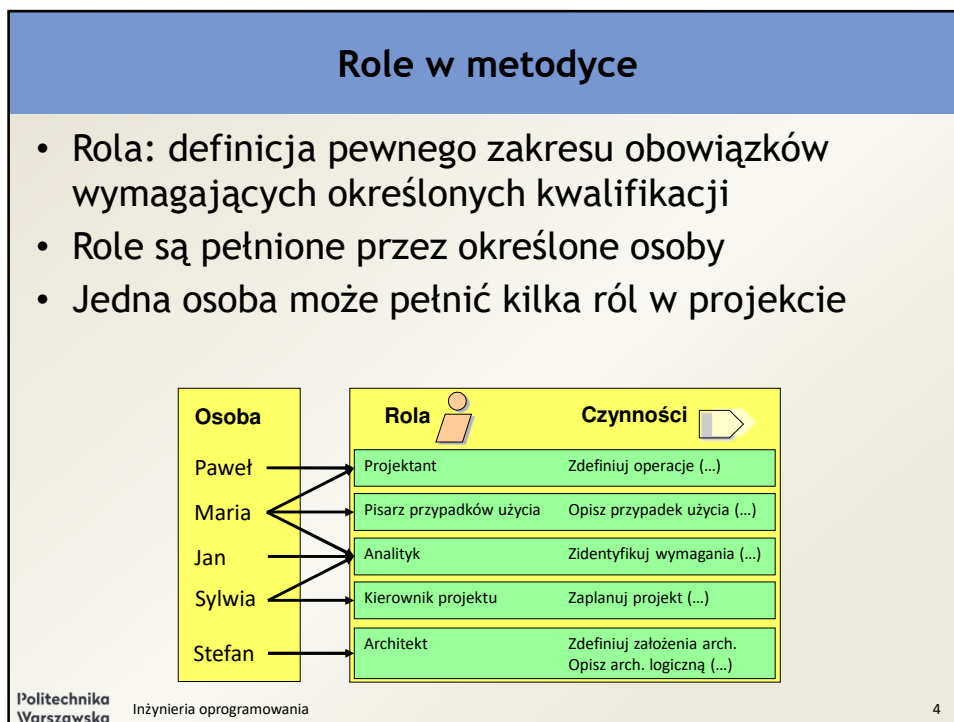 Role w metodyce
• Rola: definicja pewnego zakresu obowiązków
wymagających określonych kwalifikacji
• Role są pełnione przez określone osoby
• Jedna osoba może pełnić kilka ról w projekcie
Osoba
Rola
Czynności
Paweł
Projektant
Zdefiniuj operacje (...)
Maria
Pisarz przypadków użycia
Opisz przypadek użycia (...)
Jan
Analityk
Zidentyfikuj wymagania (...)
Sylwia
Kierownik projektu
Zaplanuj projekt (...)
Stefan
Architekt
Zdefiniuj założenia arch.
Opisz arch. logiczną (...)
Politechnika
Warszawska
Inżynieria oprogramowania
4